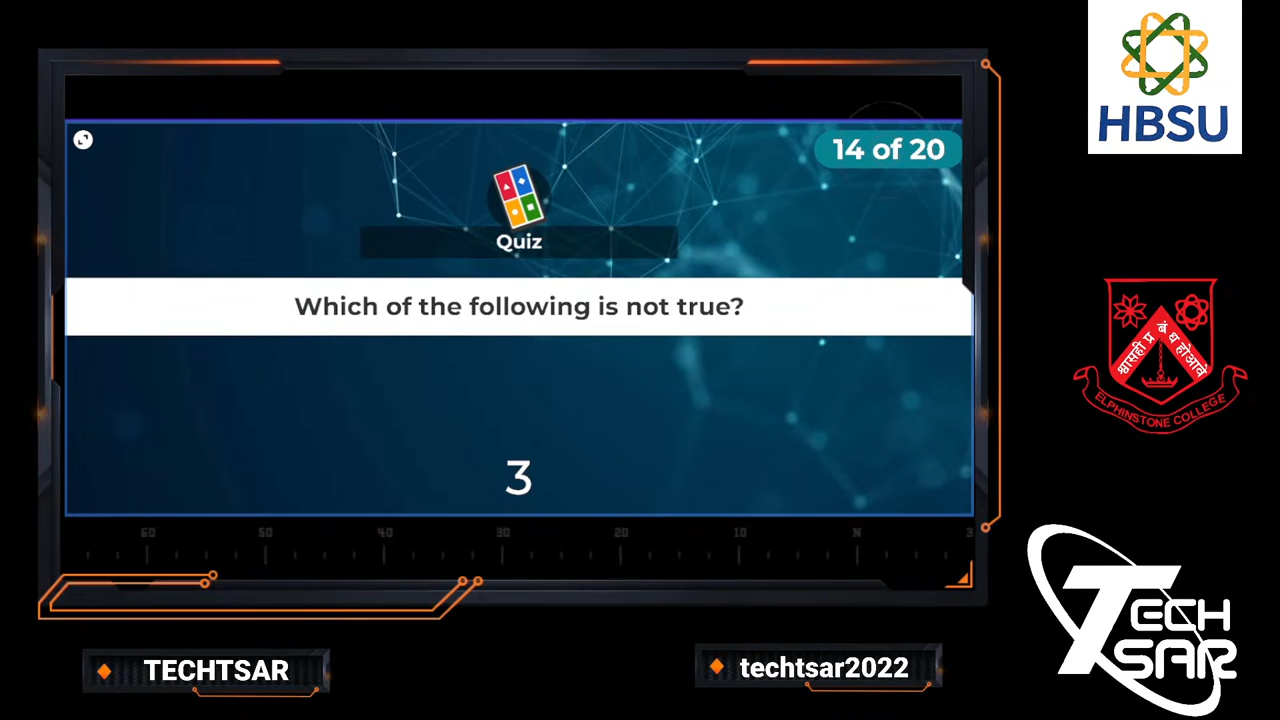 HBSU
14 of 20
Quiz
Which of the following is not true?
3
60 50 40 30 20 10 N 3
ELPHINSTONE COLLEGE
TECH
SAR
TECHTSAR
techtsar2022